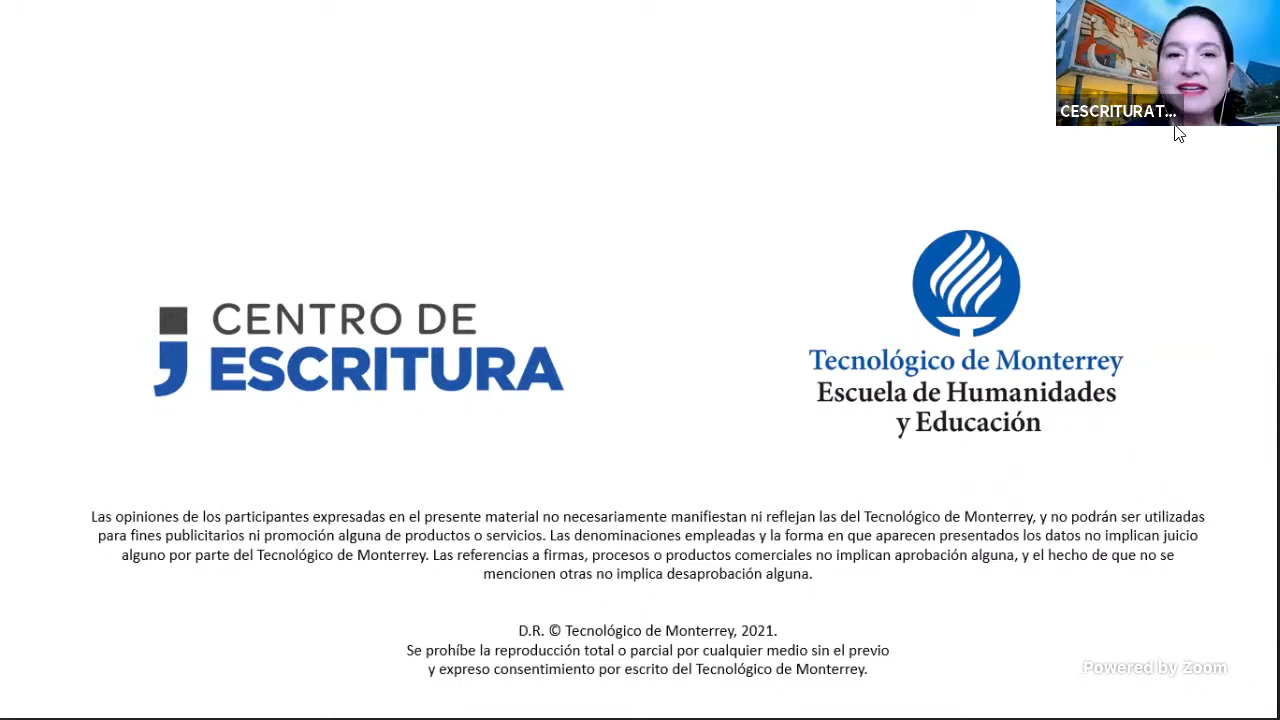 CESCRITURA T...
CENTRO DE
ESCRITURA
Tecnológico de Monterrey
Escuela de Humanidades
y Educación
Las opiniones de los participantes expresadas en el presente material no necesariamente manifiestan ni reflejan las del Tecnológico de Monterrey, y no podrán ser utilizadas
para fines publicitarios ni promoción alguna de productos o servicios. Las denominaciones empleadas y la forma en que aparecen presentados los datos no implican juicio
alguno por parte del Tecnológico de Monterrey. Las referencias a firmas, procesos o productos comerciales no implican aprobación alguna, y el hecho de que no se
mencionen otras no implica desaprobación alguna.
D.R. © Tecnológico de Monterrey, 2021.
Se prohíbe la reproducción total o parcial por cualquier medio sin el previo
y expreso consentimiento por escrito del Tecnológico de Monterrey.
Powered by Zoom